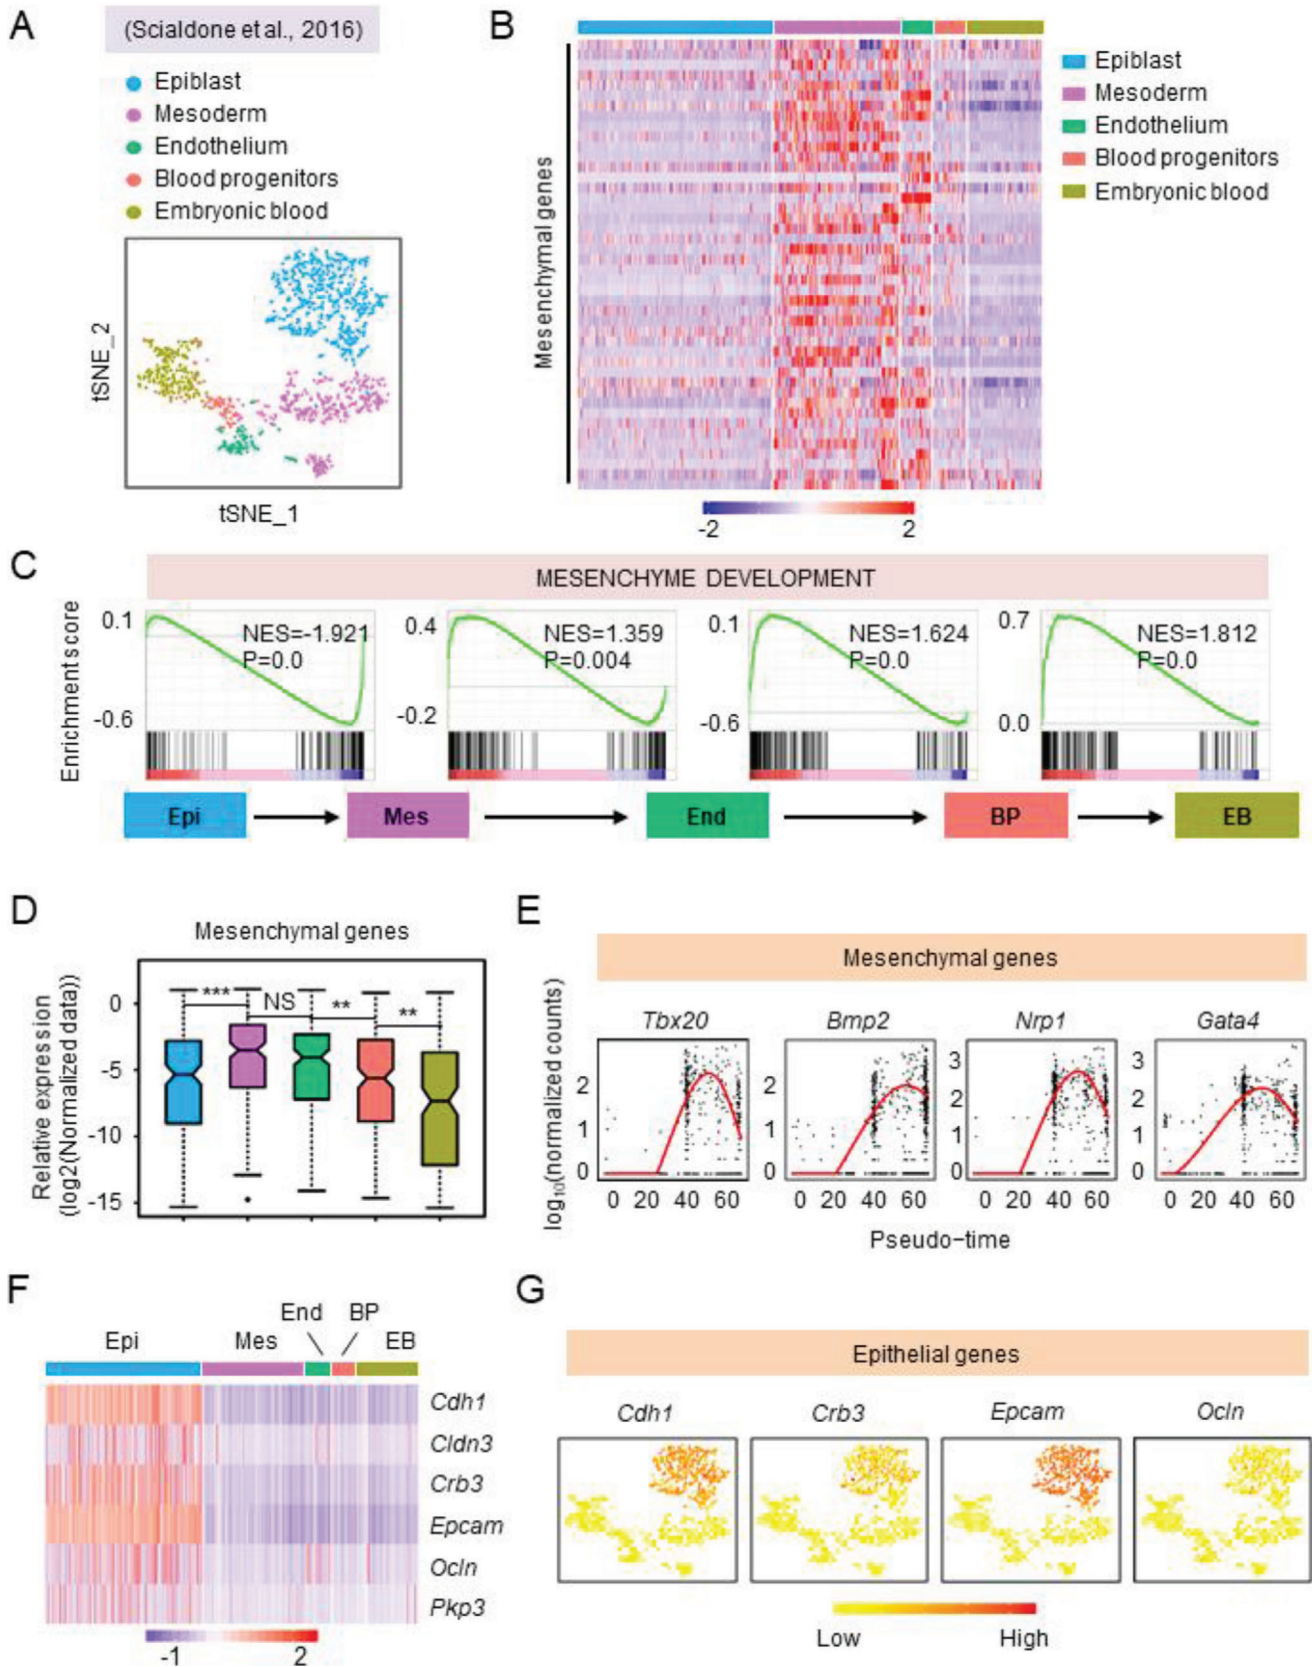 A
(Scialdone et al., 2016)
Epiblast
Mesoderm
Endothelium
Blood progenitors
Embryonic blood
tSNE_2
tSNE_1
B
Mesenchymal genes
-2 2
Epiblast
Mesoderm
Endothelium
Blood progenitors
Embryonic blood
C
MESENCHYME DEVELOPMENT
Enrichment score
0.1
-0.6
NES=-1.921
P=0.0
0.4
-0.2
NES=1.359
P=0.004
0.1
-0.6
NES=1.624
P=0.0
0.7
0.0
NES=1.812
P=0.0
Epi Mes End BP EB
D
Mesenchymal genes
Relative expression
(log2(Normalized data))
0
-5
-10
-15
*** NS ** **
E
Mesenchymal genes
log10(normalized counts)
Tbx20 Bmp2 Nrp1 Gata4
2
1
0
2
1
0
3
2
1
0
3
2
1
0
0 20 40 60 0 20 40 60 0 20 40 60 0 20 40 60
Pseudo-time
F
End BP
Epi Mes EB
Cdh1
Cldn3
Crb3
Epcam
Ocln
Pkp3
-1 2
G
Epithelial genes
Cdh1 Crb3 Epcam Ocln
Low High